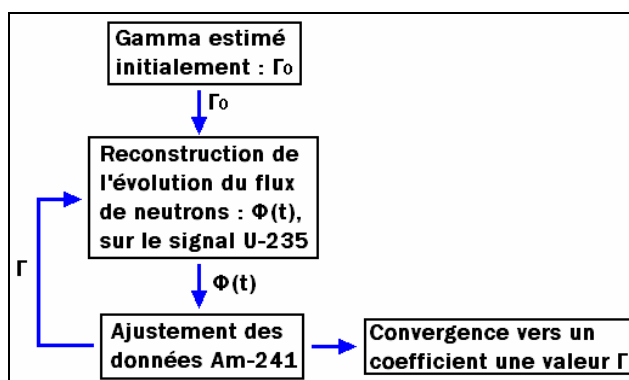 Gamma estimé
initialement : Γ₀
Γ₀
Reconstruction de
l'évolution du flux
de neutrons : Φ(t),
sur le signal U-235
Γ
Φ(t)
Ajustement des
données Am-241
Convergence vers un
coefficient une valeur Γ